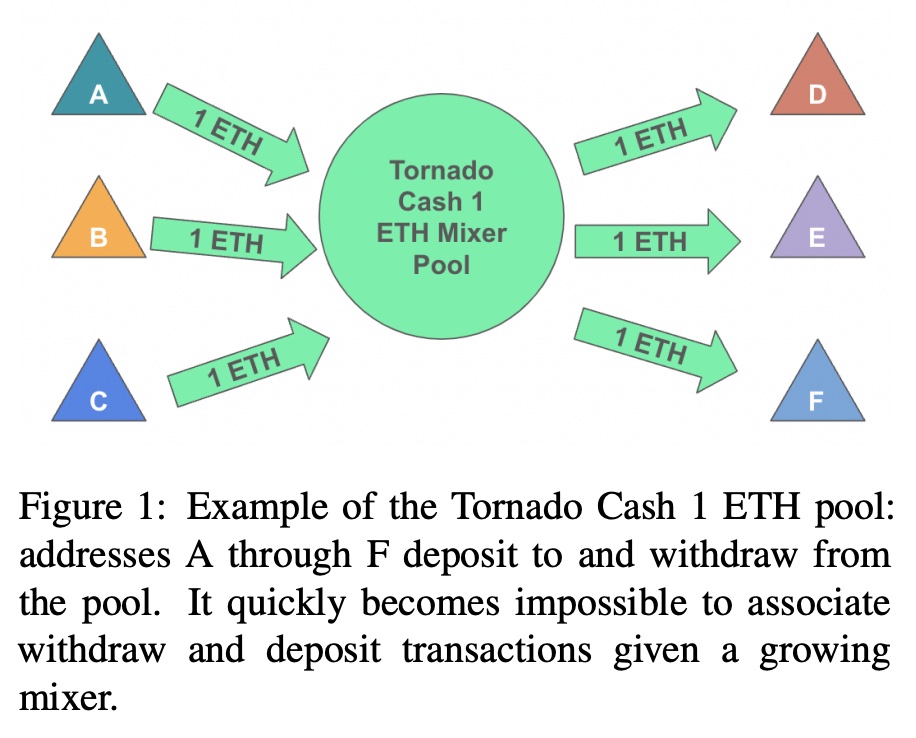 A
1 ETH
B
1 ETH
C
1 ETH
Tornado
Cash 1
ETH Mixer
Pool
1 ETH
D
1 ETH
E
1 ETH
F
Figure 1: Example of the Tornado Cash 1 ETH pool:
addresses A through F deposit to and withdraw from
the pool. It quickly becomes impossible to associate
withdraw and deposit transactions given a growing
mixer.